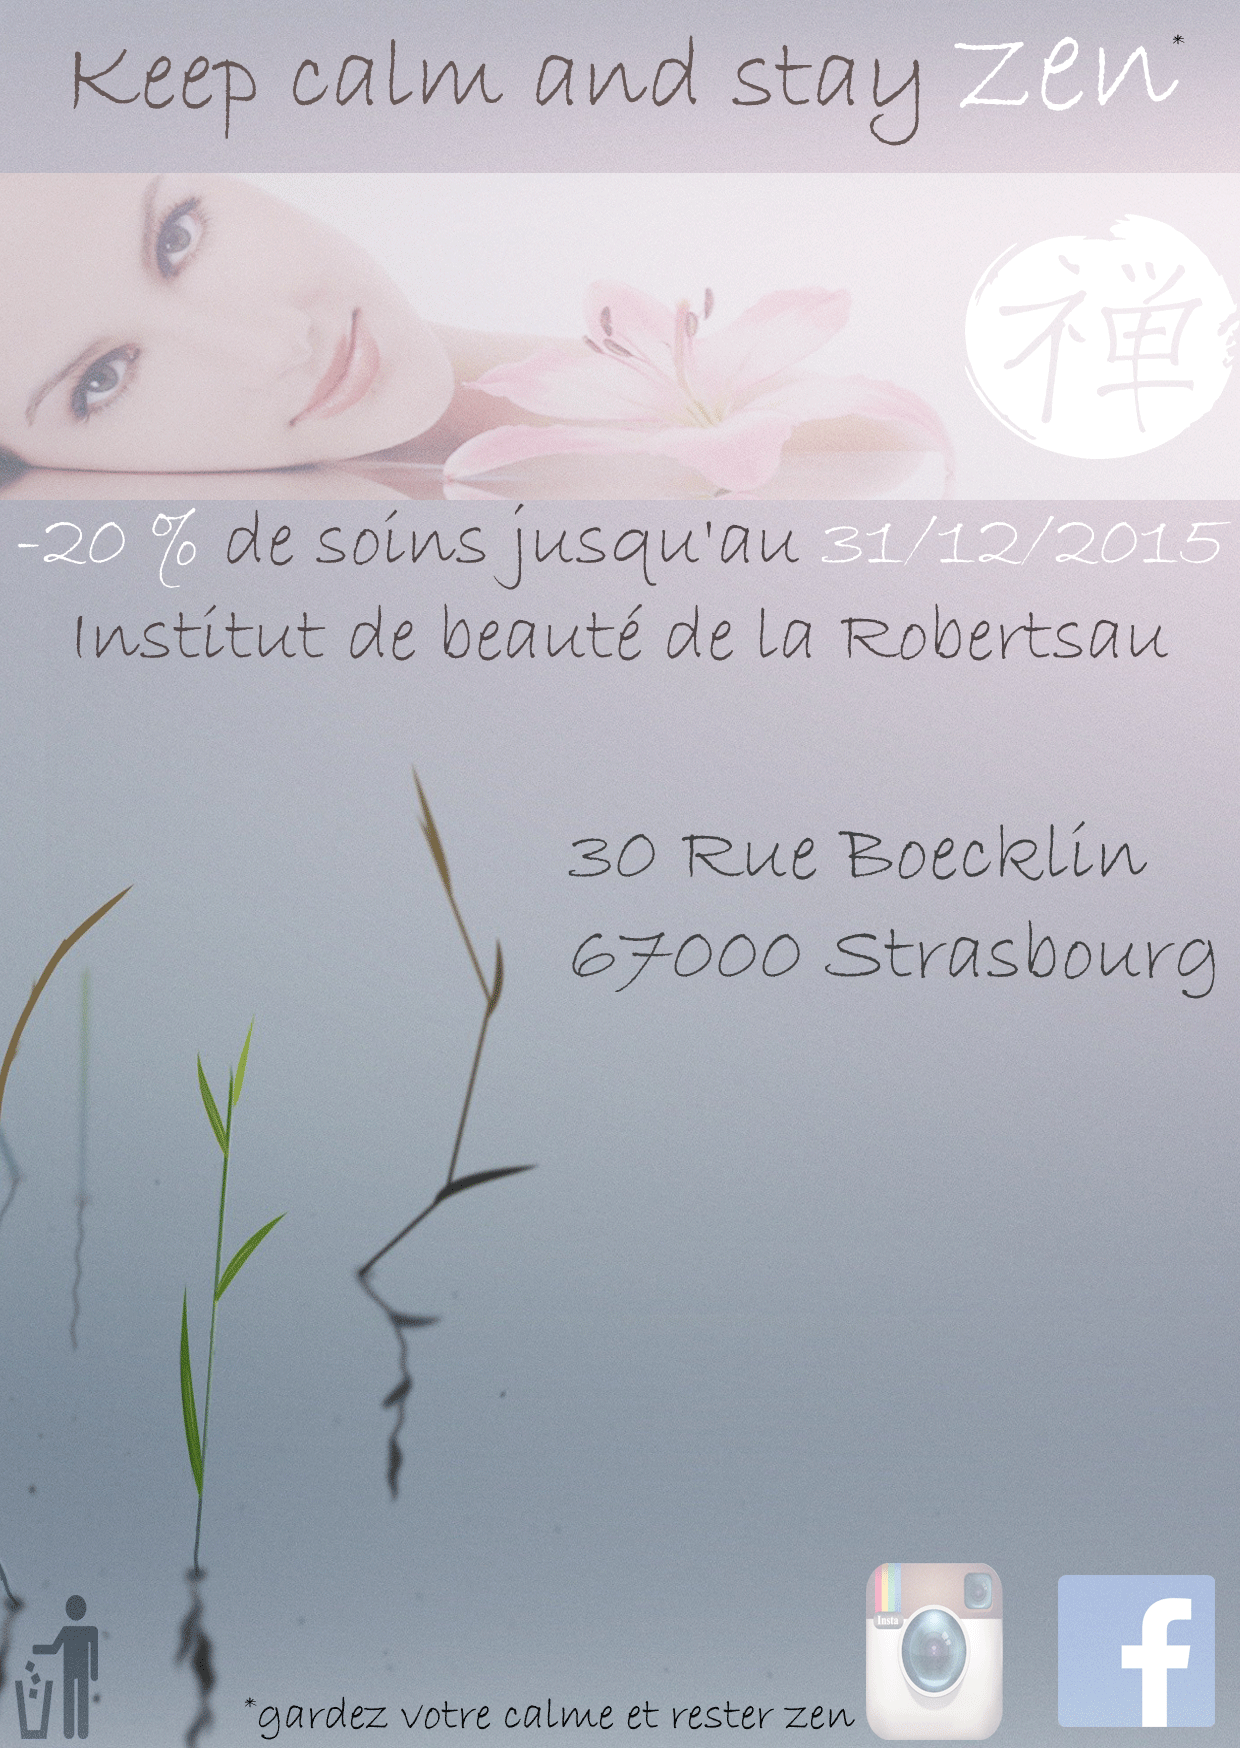 Keep calm and stay zen*
禅
-20 % de soins jusqu'au 31/12/2015
Institut de beauté de la Robertsau
30 Rue Boecklin
67000 Strasbourg
Insta
f
*gardez votre calme et rester zen